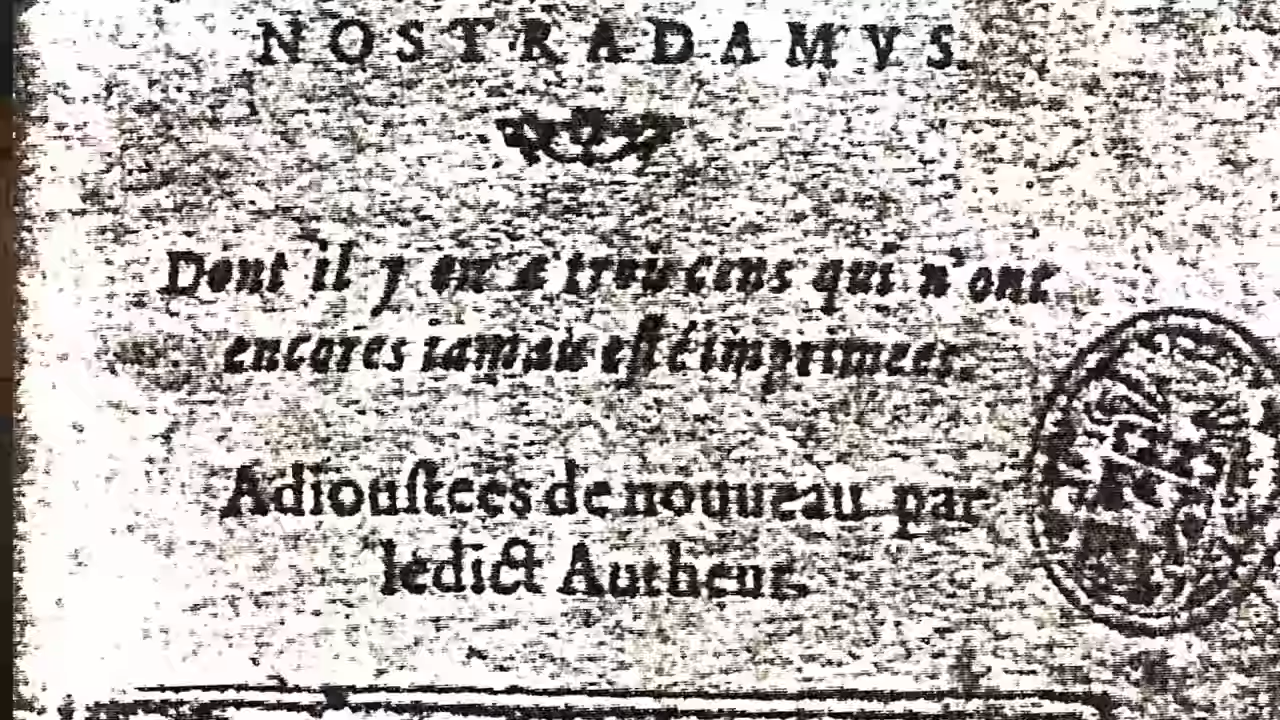 NOSTRADAMVS.
Dont il y en a trois cens qui n'ont
encores iamais esté imprimees.
Adiouſtees de nouueau par
ledict Autheur.